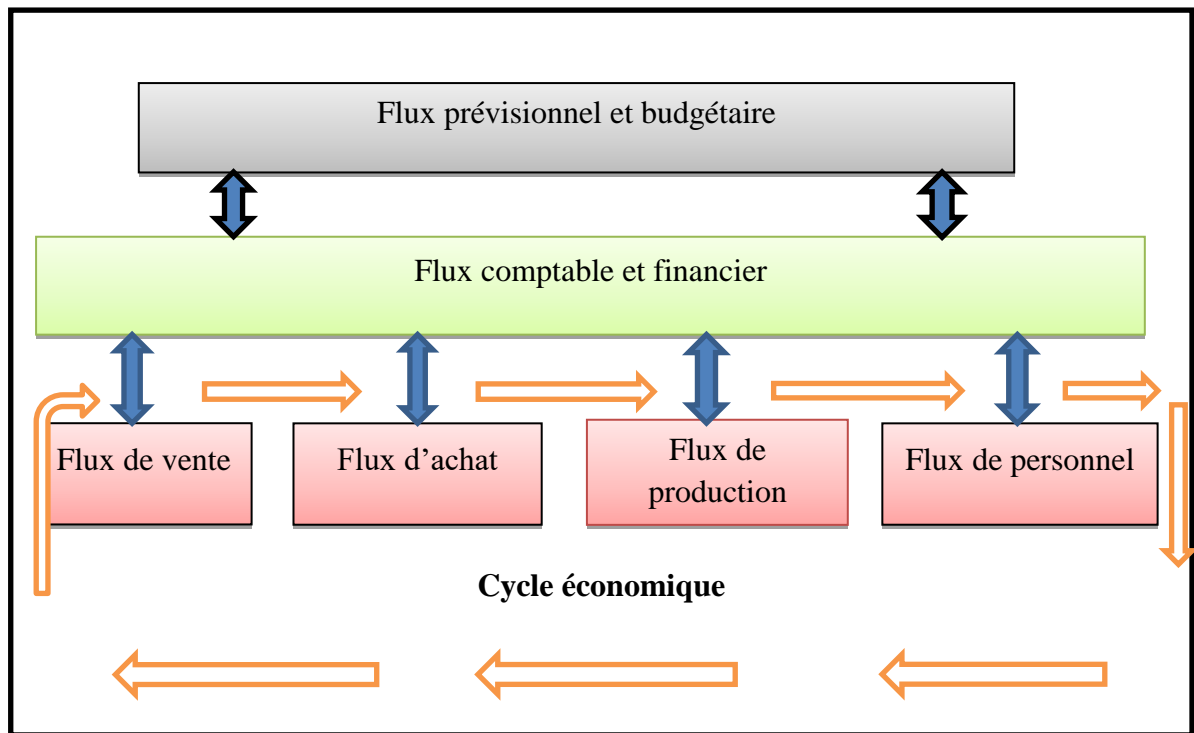 Flux prévisionnel et budgétaire
Flux comptable et financier
Flux de vente
Flux d’achat
Flux de
production
Flux de personnel
Cycle économique